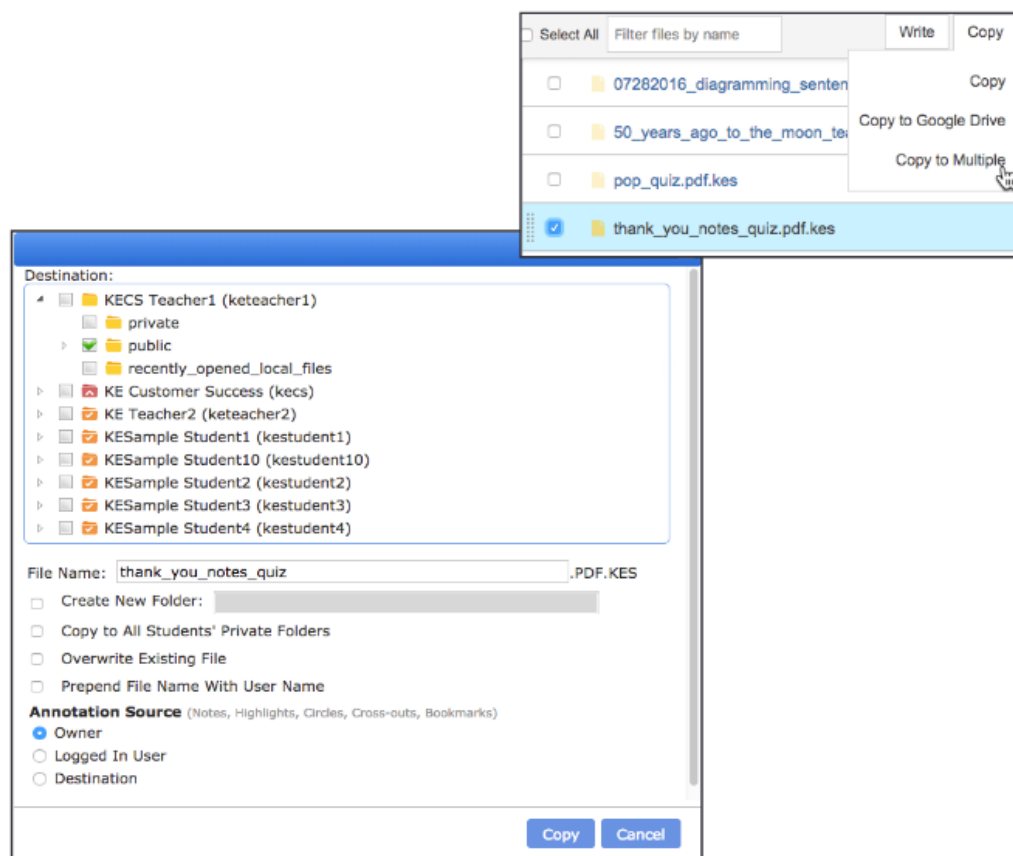 Select All Filter files by name Write Copy
07282016_diagramming_senten
Copy
50_years_ago_to_the_moon_tea
Copy to Google Drive
pop_quiz.pdf.kes
Copy to Multiple
thank_you_notes_quiz.pdf.kes
Destination:
KECS Teacher1 (keteacher1)
private
public
recently_opened_local_files
KE Customer Success (kecs)
KE Teacher2 (keteacher2)
KESample Student1 (kestudent1)
KESample Student10 (kestudent10)
KESample Student2 (kestudent2)
KESample Student3 (kestudent3)
KESample Student4 (kestudent4)
File Name: thank_you_notes_quiz .PDF.KES
Create New Folder:
Copy to All Students' Private Folders
Overwrite Existing File
Prepend File Name With User Name
Annotation Source (Notes, Highlights, Circles, Cross-outs, Bookmarks)
Owner
Logged In User
Destination
Copy Cancel